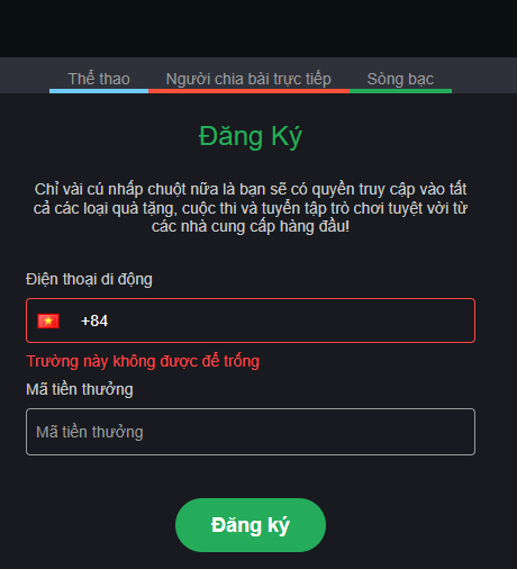 Thể thao Người chia bài trực tiếp Sòng bạc
Đăng Ký
Chỉ vài cú nhấp chuột nữa là bạn sẽ có quyền truy cập vào tất
cả các loại quà tặng, cuộc thi và tuyển tập trò chơi tuyệt vời từ
các nhà cung cấp hàng đầu!
Điện thoại di động
+84
Trường này không được để trống
Mã tiền thưởng
Mã tiền thưởng
Đăng ký